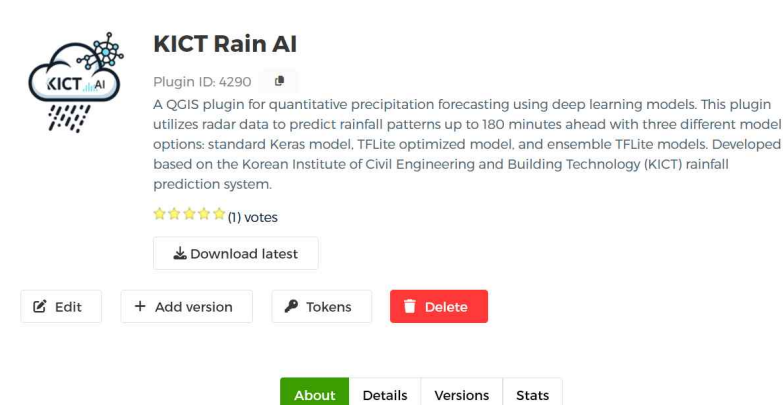 KICT AI
KICT Rain AI
Plugin ID: 4290
A QGIS plugin for quantitative precipitation forecasting using deep learning models. This plugin
utilizes radar data to predict rainfall patterns up to 180 minutes ahead with three different model
options: standard Keras model, TFLite optimized model, and ensemble TFLite models. Developed
based on the Korean Institute of Civil Engineering and Building Technology (KICT) rainfall
prediction system.
(1) votes
Download latest
Edit Add version Tokens Delete
About Details Versions Stats